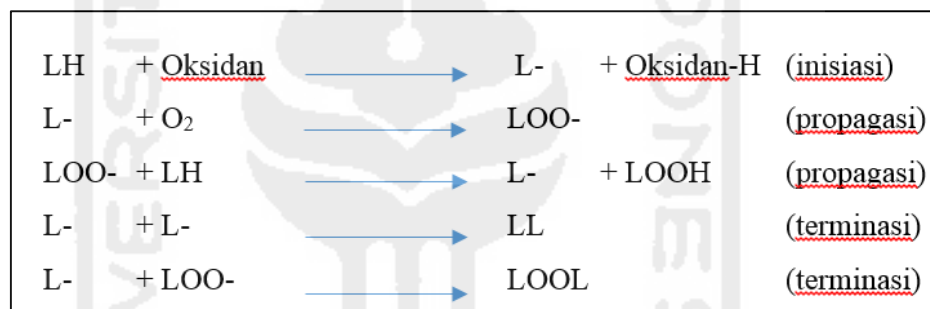 LH + Oksidan L- + Oksidan-H (inisiasi)
L- + O₂ LOO- (propagasi)
LOO- + LH L- + LOOH (propagasi)
L- + L- LL (terminasi)
L- + LOO- LOOL (terminasi)